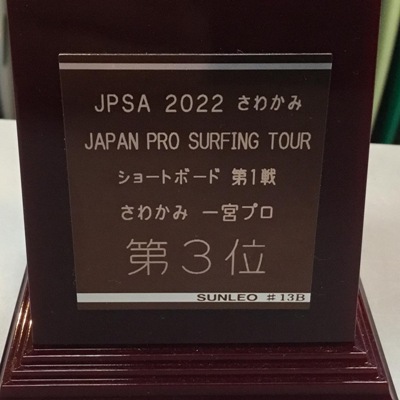 JPSA 2022 さわかみ
JAPAN PRO SURFING TOUR
ショートボード 第1戦
さわかみ 一宮プロ
第3位
SUNLEO #13B